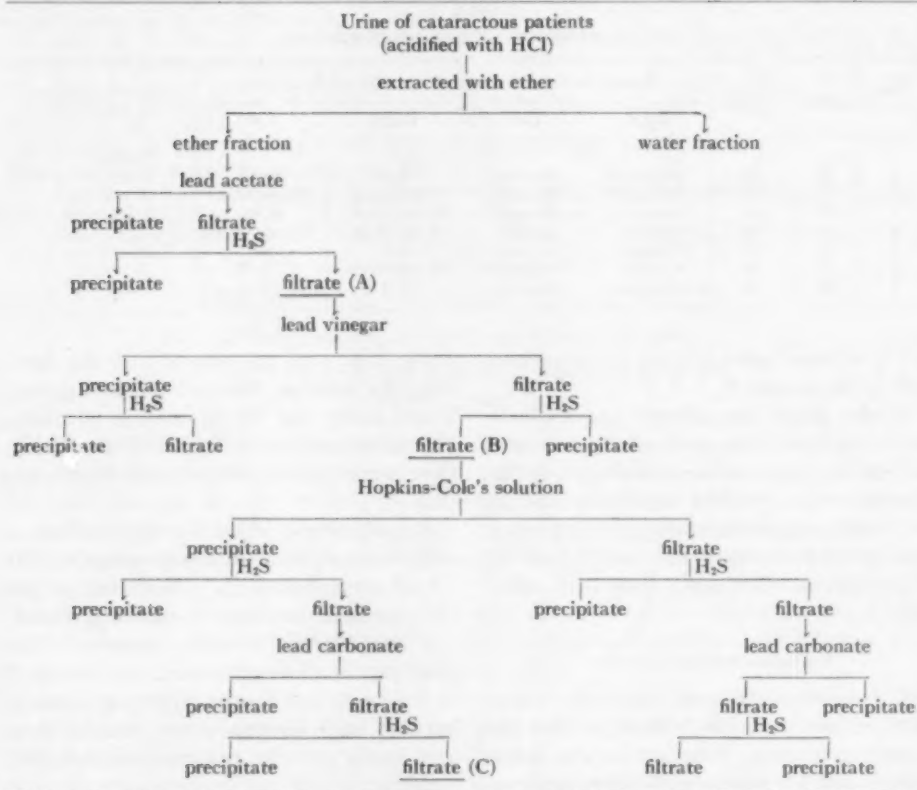 Urine of cataractous patients
(acidified with HCl)
extracted with ether
ether fraction water fraction
lead acetate
precipitate filtrate
H₂S
precipitate filtrate (A)
lead vinegar
precipitate filtrate
H₂S H₂S
precipitate filtrate filtrate (B) precipitate
Hopkins-Cole's solution
precipitate filtrate
H₂S H₂S
precipitate filtrate precipitate filtrate
lead carbonate lead carbonate
precipitate filtrate filtrate precipitate
H₂S H₂S
precipitate filtrate (C) filtrate precipitate